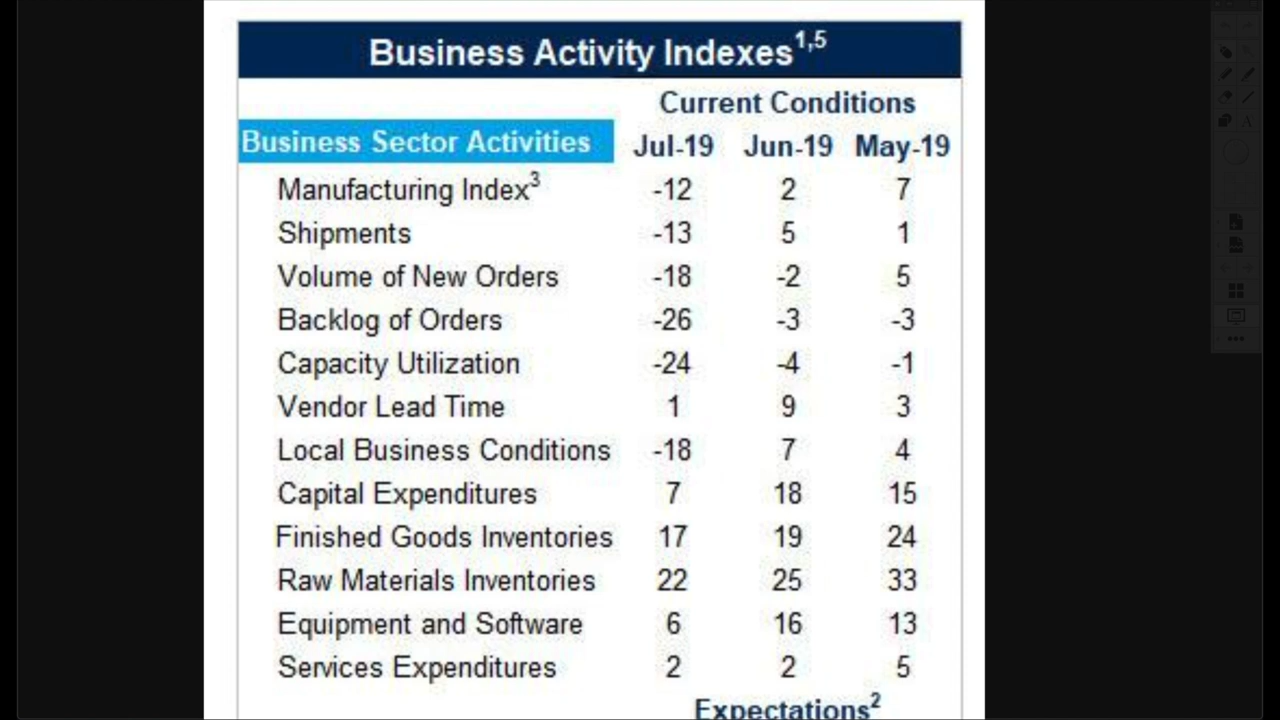 Business Activity Indexes1,5
Current Conditions
Business Sector Activities Jul-19 Jun-19 May-19
Manufacturing Index3 -12 2 7
Shipments -13 5 1
Volume of New Orders -18 -2 5
Backlog of Orders -26 -3 -3
Capacity Utilization -24 -4 -1
Vendor Lead Time 1 9 3
Local Business Conditions -18 7 4
Capital Expenditures 7 18 15
Finished Goods Inventories 17 19 24
Raw Materials Inventories 22 25 33
Equipment and Software 6 16 13
Services Expenditures 2 2 5
Expectations2